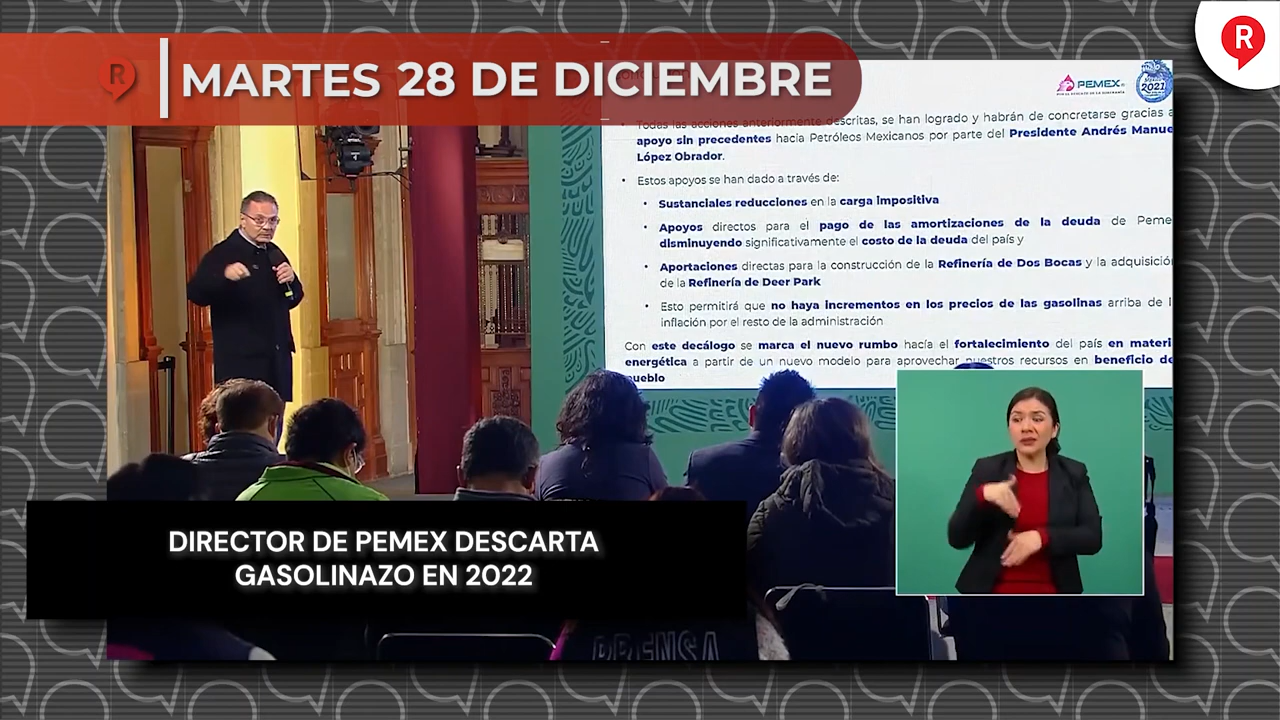 R
R
MARTES 28 DE DICIEMBRE
PEMEX
2021
Todas las acciones anteriormente descritas, se han logrado y habrán de concretarse gracias a
apoyo sin precedentes hacia Petróleos Mexicanos por parte del Presidente Andrés Manue
López Obrador.
Estos apoyos se han dado a través de:
Sustanciales reducciones en la carga impositiva
Apoyos directos para el pago de las amortizaciones de la deuda de Peme
disminuyendo significativamente el costo de la deuda del país y
Aportaciones directas para la construcción de la Refinería de Dos Bocas y la adquisición
de la Refinería de Deer Park
Esto permitirá que no haya incrementos en los precios de las gasolinas arriba de l
inflación por el resto de la administración
Con este decálogo se marca el nuevo rumbo hacía el fortalecimiento del país en materi
energética a partir de un nuevo modelo para aprovechar nuestros recursos en beneficio de
pueblo
DIRECTOR DE PEMEX DESCARTA
GASOLINAZO EN 2022
PRENSA